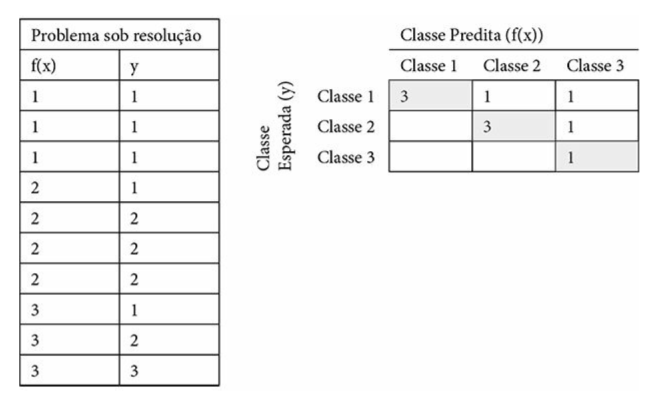 Problema sob resolução
f(x) y
1 1
1 1
1 1
2 1
2 2
2 2
2 2
3 1
3 2
3 3
Classe Predita (f(x))
Classe 1 Classe 2 Classe 3
Classe
Esperada (y)
Classe 1 3 1 1
Classe 2 3 1
Classe 3 1